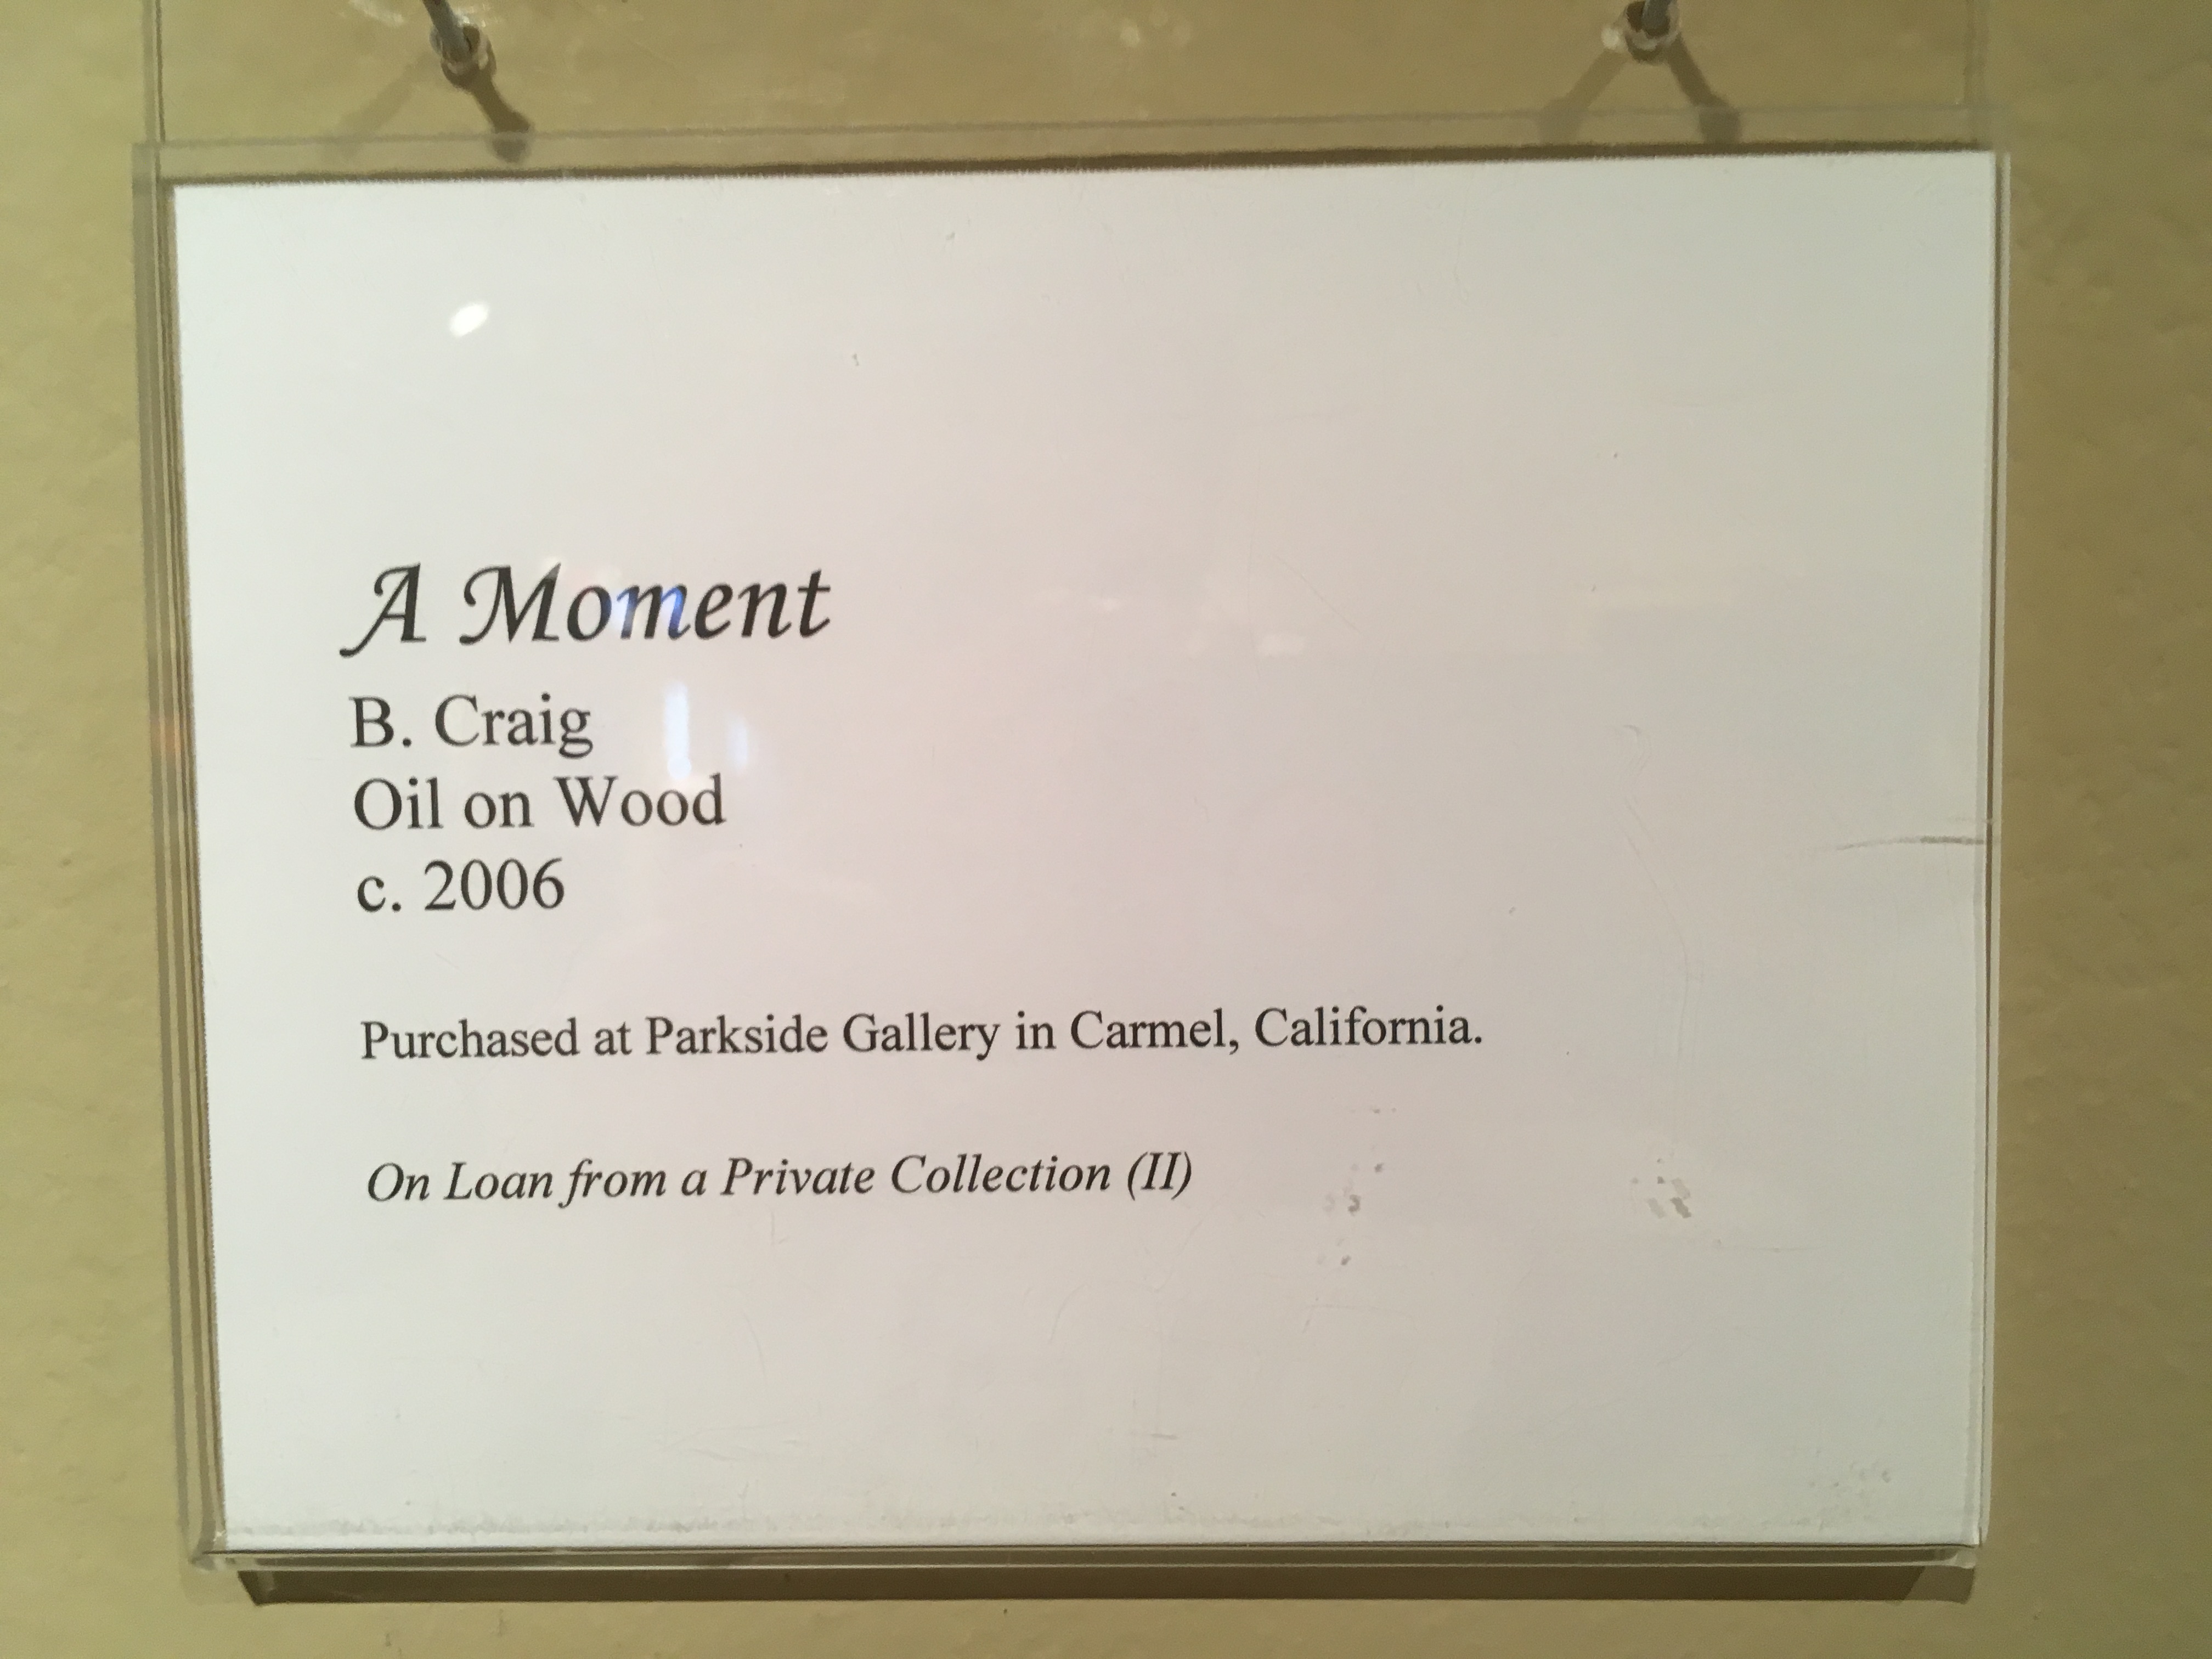 A Moment
B. Craig
Oil on Wood
c. 2006
Purchased at Parkside Gallery in Carmel, California.
On Loan from a Private Collection (II)